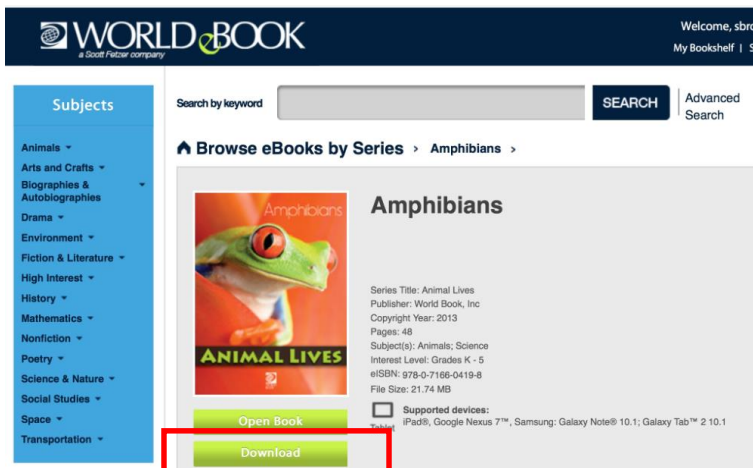 WORLD eBOOK
a Scott Fetzer company
Welcome, sbro
My Bookshelf | S
Subjects
Animals
Arts and Crafts
Biographies &
Autobiographies
Drama
Environment
Fiction & Literature
High Interest
History
Mathematics
Nonfiction
Poetry
Science & Nature
Social Studies
Space
Transportation
Search by keyword
SEARCH
Advanced
Search
Browse eBooks by Series > Amphibians >
Amphibians
ANIMAL LIVES
Open Book
Download
Amphibians
Series Title: Animal Lives
Publisher: World Book, Inc
Copyright Year: 2013
Pages: 48
Subject(s): Animals; Science
Interest Level: Grades K - 5
eISBN: 978-0-7166-0419-8
File Size: 21.74 MB
Tablet
Supported devices:
iPad®, Google Nexus 7™, Samsung: Galaxy Note® 10.1; Galaxy Tab™ 2 10.1